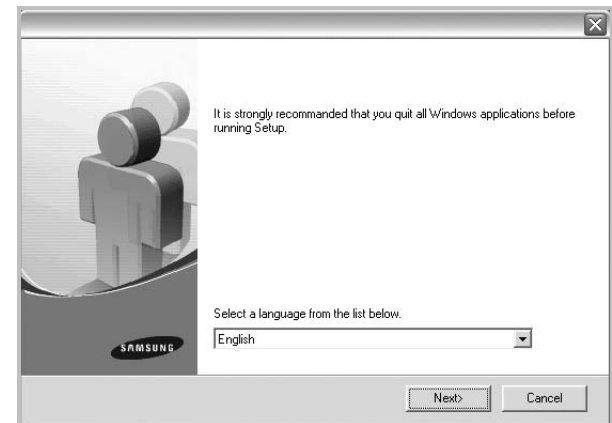 It is strongly recommanded that you quit all Windows applications before
running Setup.
Select a language from the list below.
English
SAMSUNG
Next>
Cancel